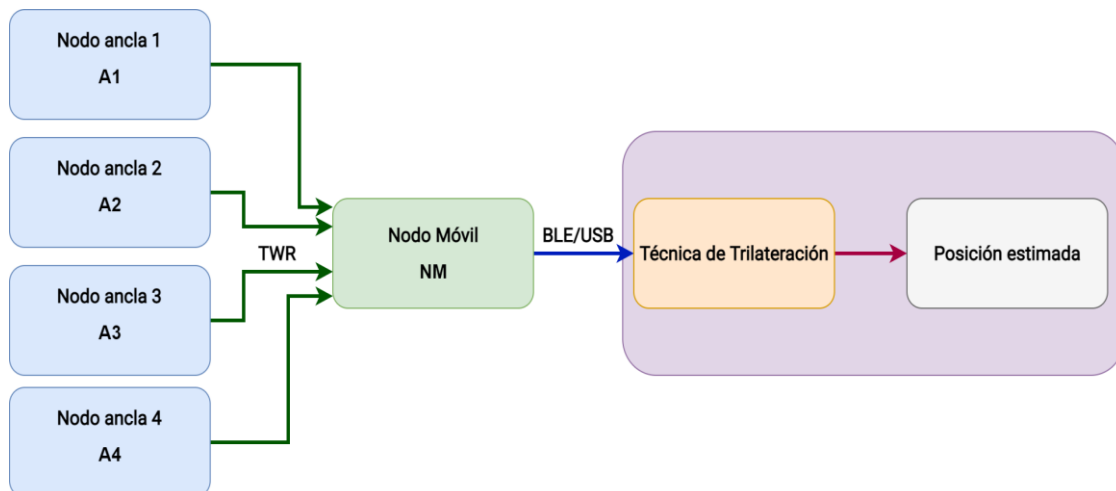 Nodo ancla 1
A1
Nodo ancla 2
A2
Nodo ancla 3
A3
Nodo ancla 4
A4
TWR
Nodo Móvil
NM
BLE/USB
Técnica de Trilateración
Posición estimada